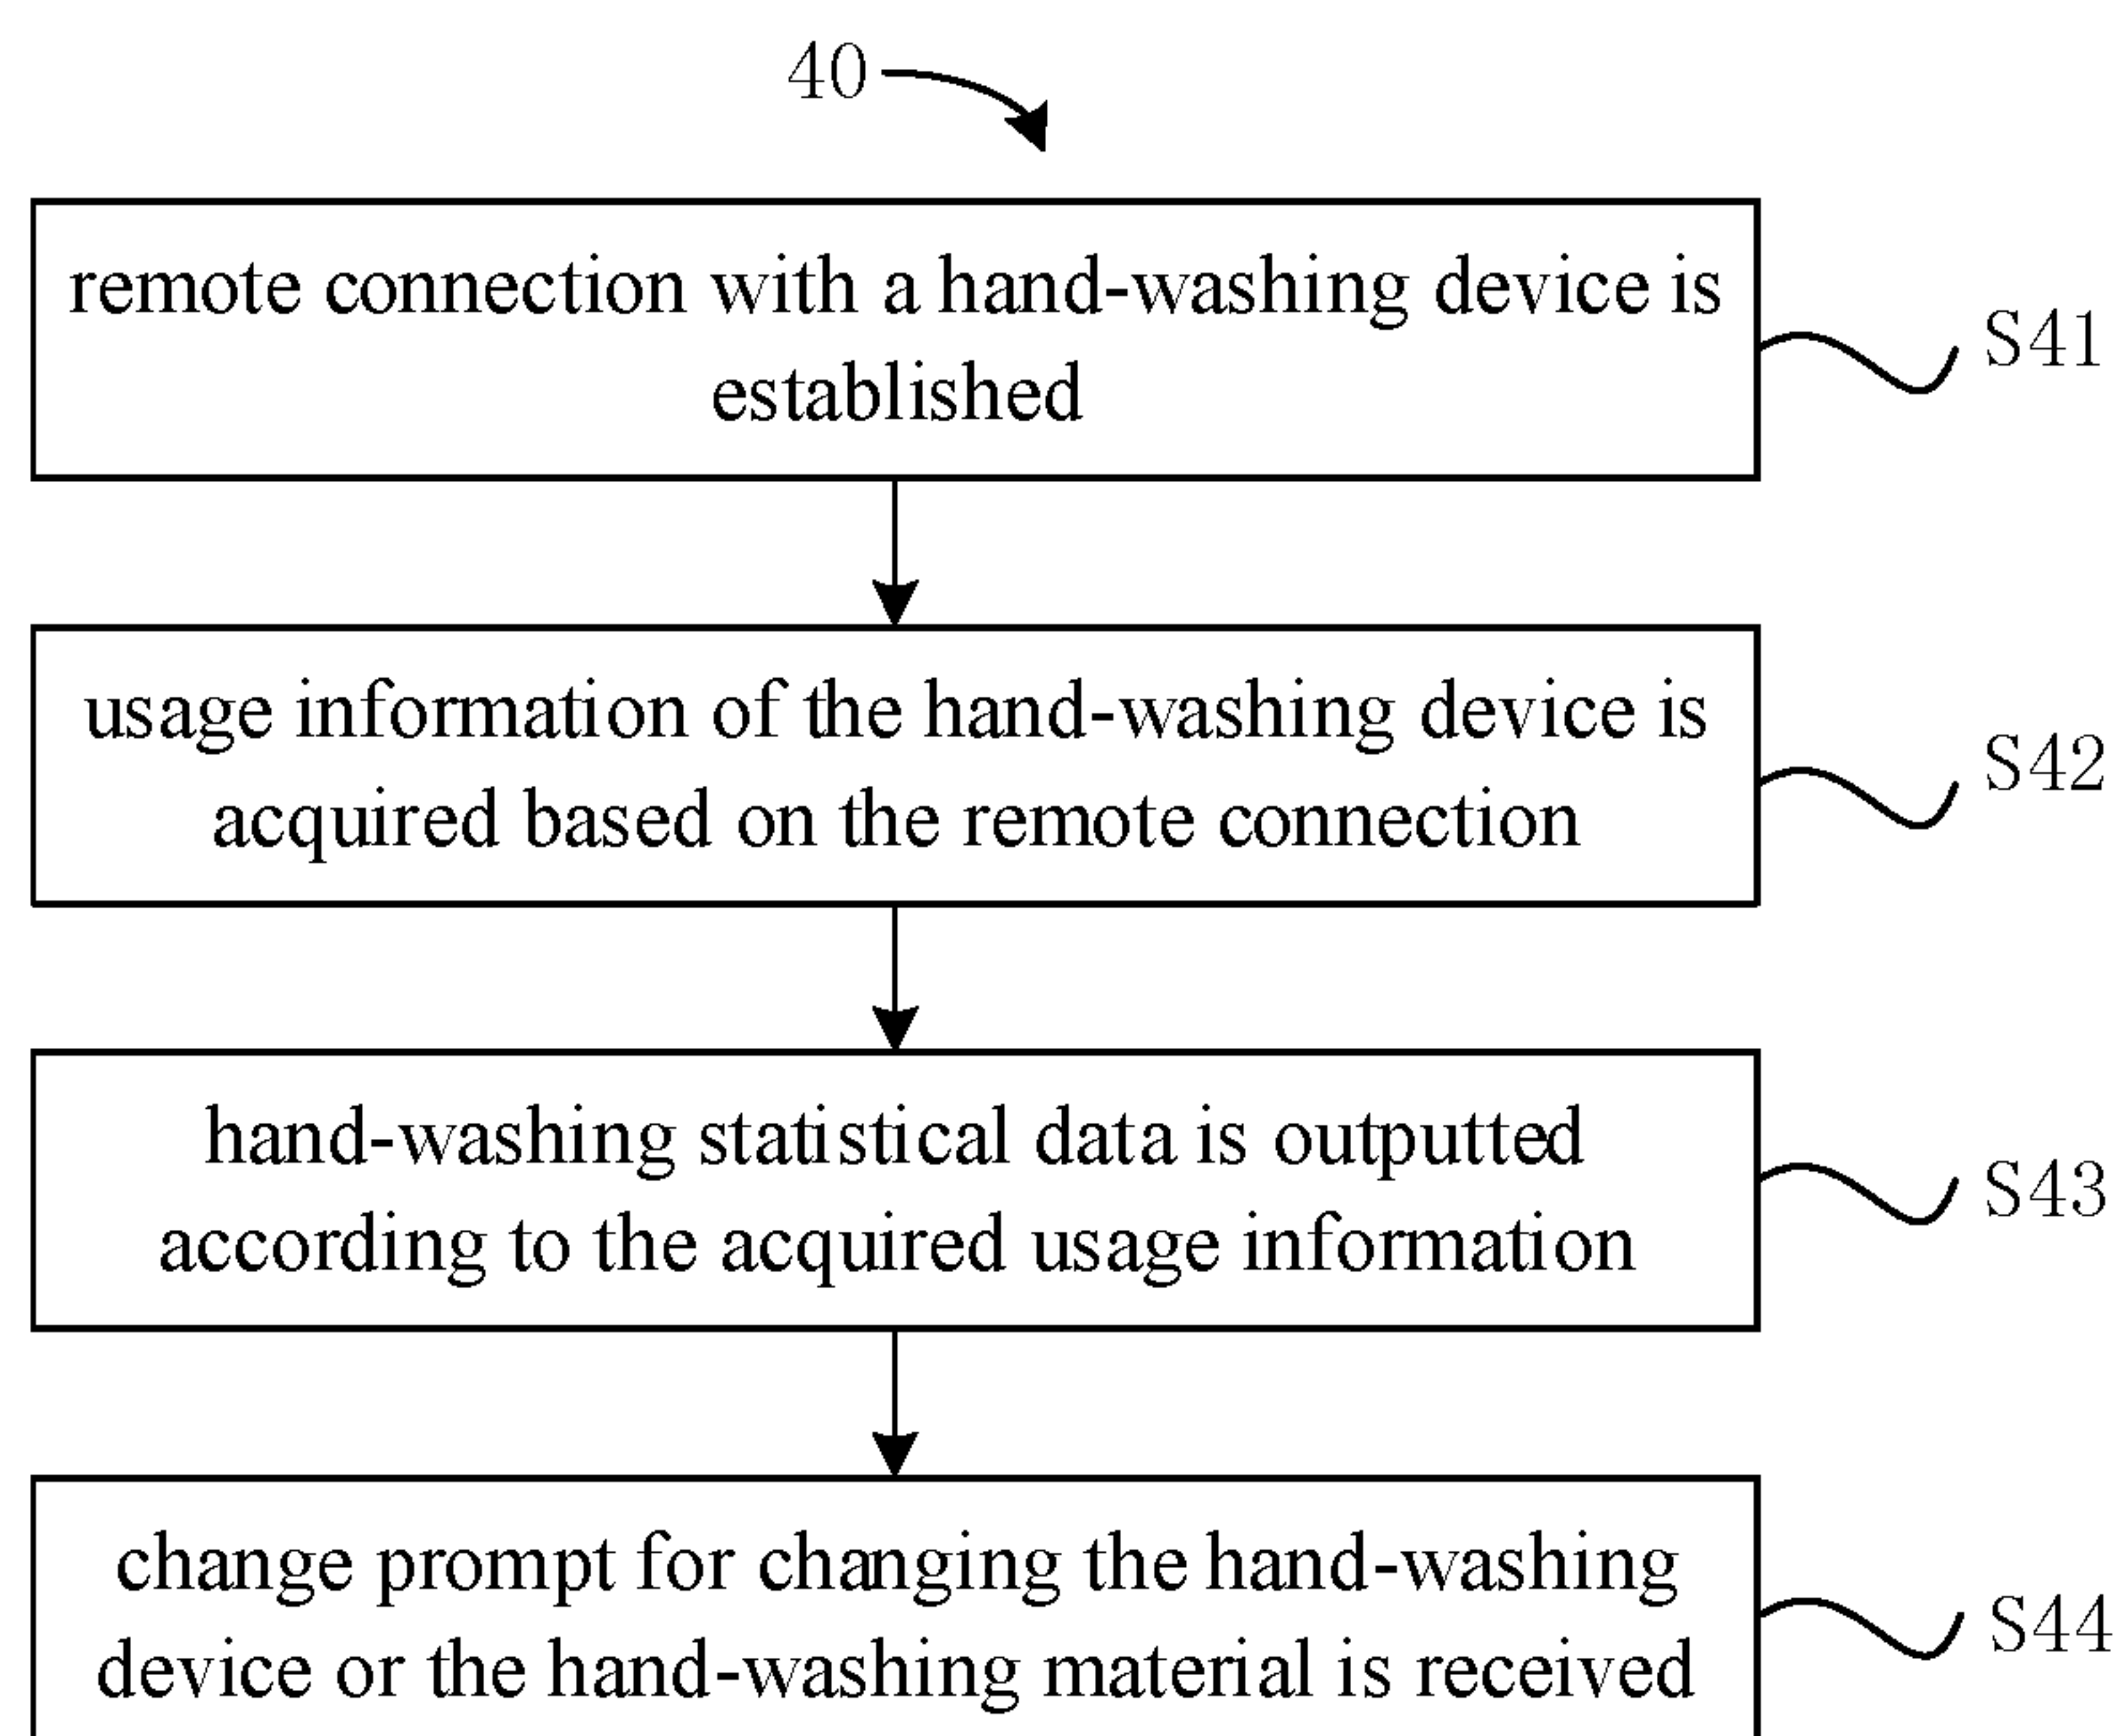 40
remote connection with a hand-washing device is
established
S41
usage information of the hand-washing device is
acquired based on the remote connection
S42
hand-washing statistical data is outputted
according to the acquired usage information
S43
change prompt for changing the hand-washing
device or the hand-washing material is received
S44